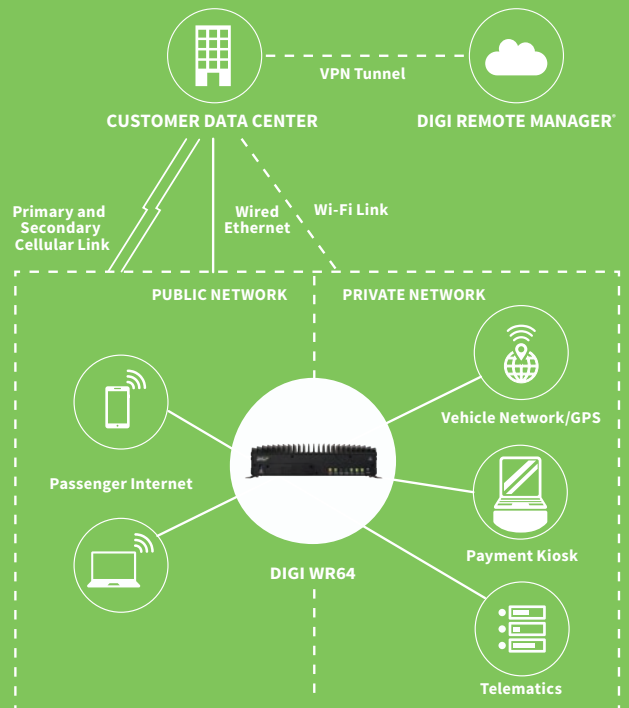 VPN Tunnel
CUSTOMER DATA CENTER
DIGI REMOTE MANAGER*
Primary and
Secondary
Cellular Link
Wired
Ethernet
Wi-Fi Link
PUBLIC NETWORK
PRIVATE NETWORK
Vehicle Network/GPS
Passenger Internet
Payment Kiosk
DIGI WR64
Telematics